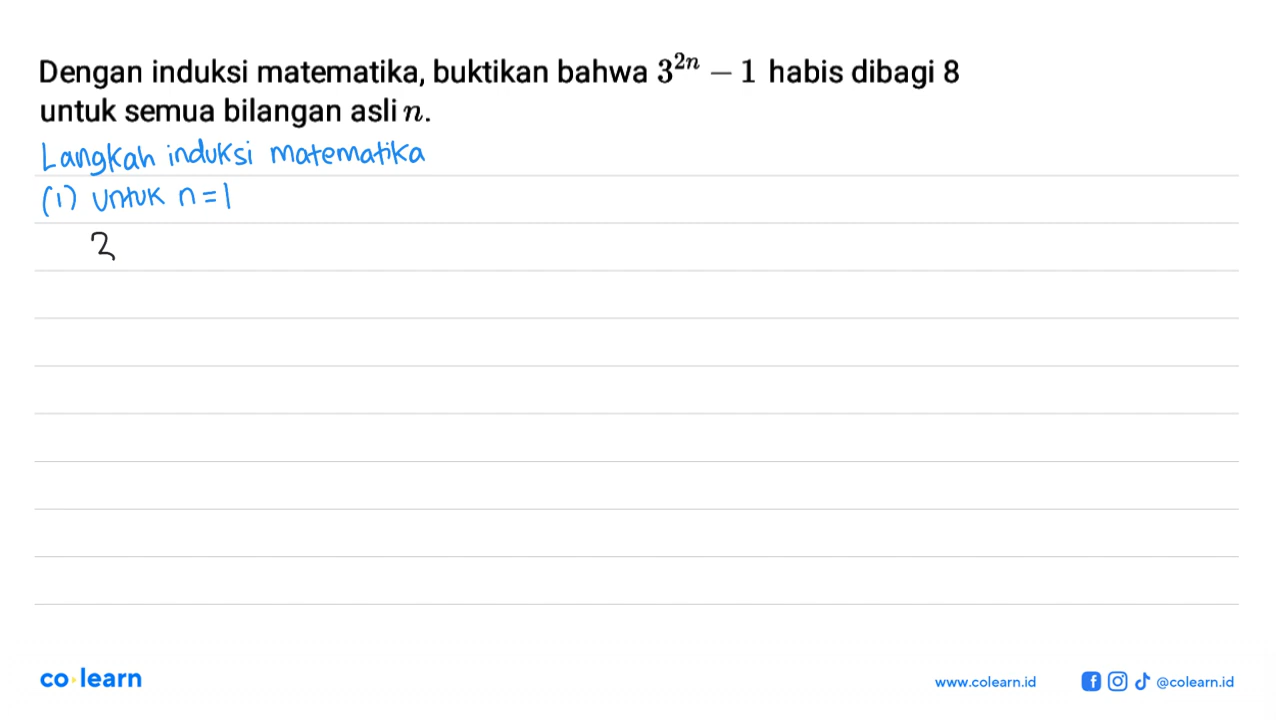 Dengan induksi matematika, buktikan bahwa 3^{2n} − 1 habis dibagi 8
untuk semua bilangan asli n.
Langkah induksi matematika
(1) untuk n = 1
3
co learn
www.colearn.id @colearn.id